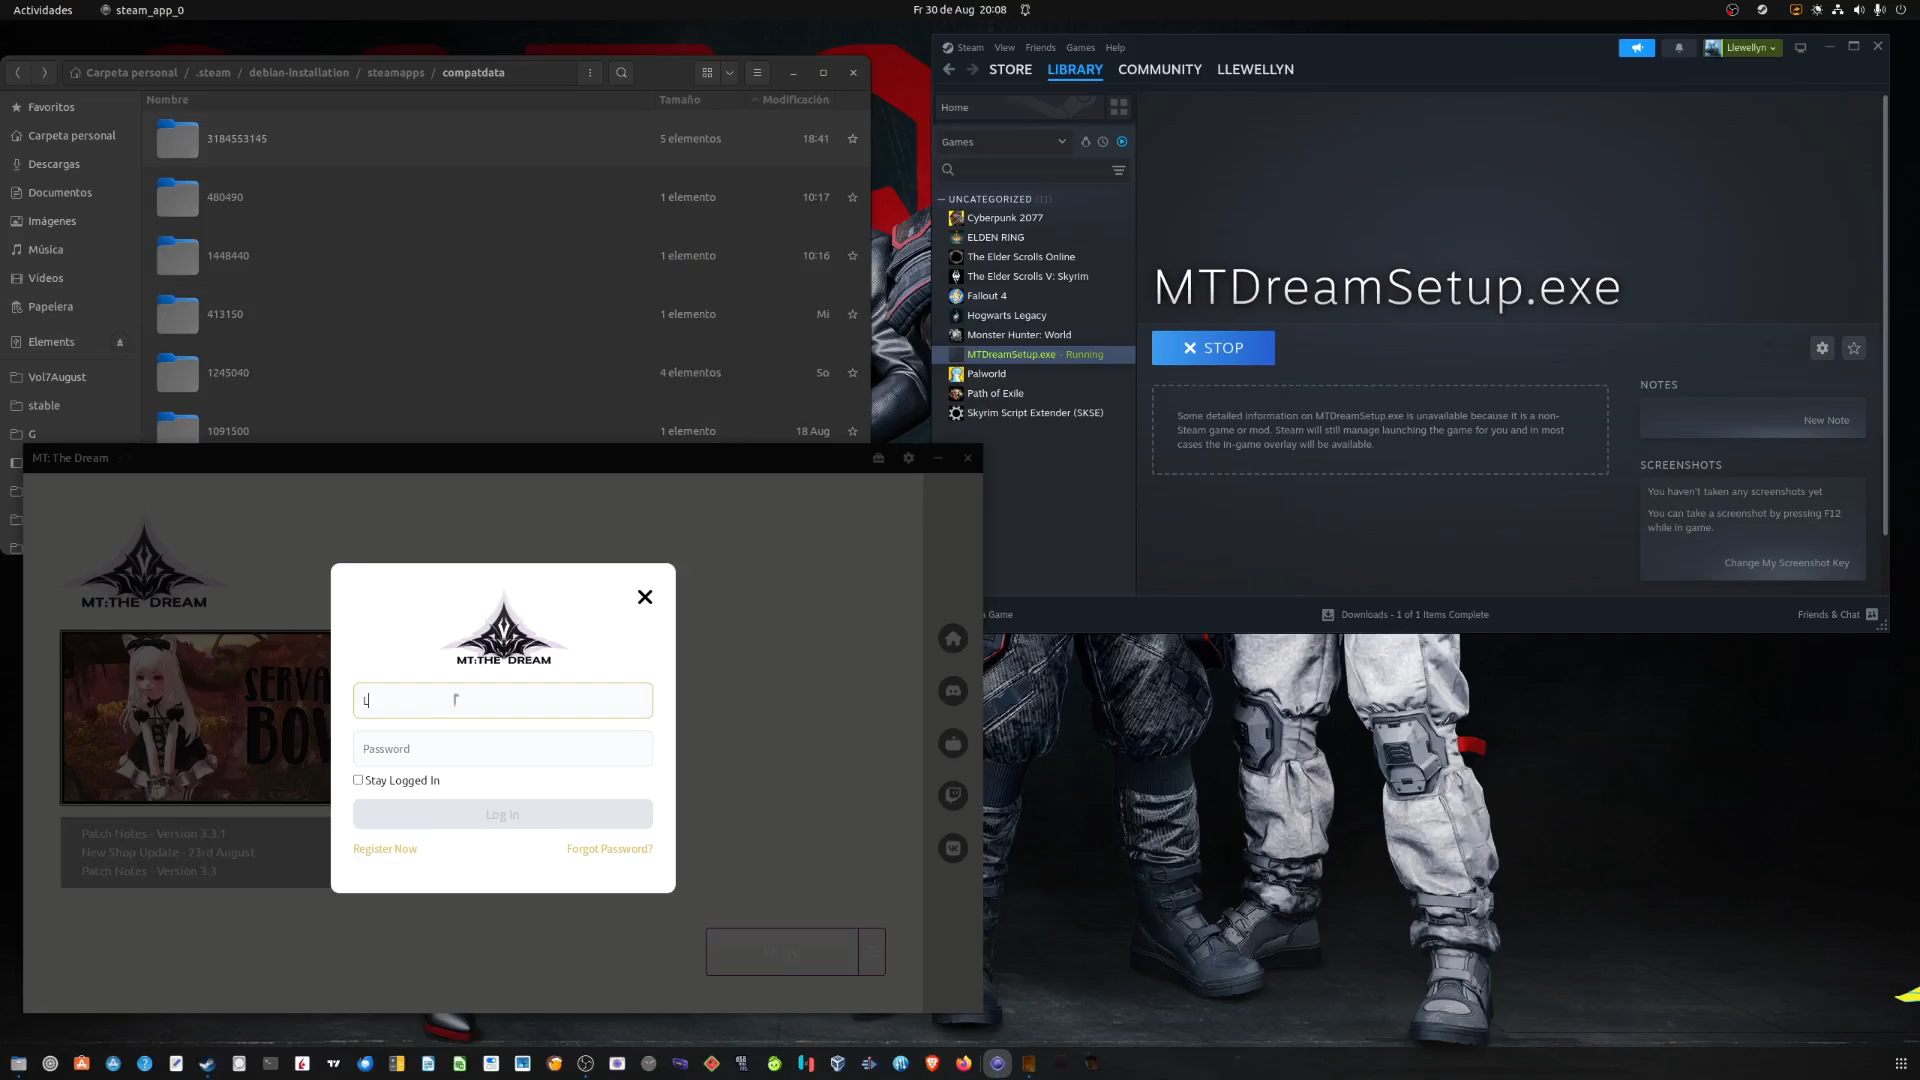 Actividades
steam_app_0
Fr 30 de Aug 20:08
Carpeta personal / .steam / debian-installation / steamapps / compatdata
Favoritos
Carpeta personal
Descargas
Documentos
Imágenes
Música
Vídeos
Papelera
Elements
Vol7August
stable
G
Nombre Tamaño Modificación
3184553145 5 elementos 18:41
480490 1 elemento 10:17
1448440 1 elemento 10:16
413150 1 elemento Mi
1245040 4 elementos So
1091500 1 elemento 18 Aug
Steam View Friends Games Help
Llewellyn
STORE LIBRARY COMMUNITY LLEWELLYN
Home
Games
UNCATEGORIZED (11)
Cyberpunk 2077
ELDEN RING
The Elder Scrolls Online
The Elder Scrolls V: Skyrim
Fallout 4
Hogwarts Legacy
Monster Hunter: World
MTDreamSetup.exe - Running
Palworld
Path of Exile
Skyrim Script Extender (SKSE)
MTDreamSetup.exe
STOP
Some detailed information on MTDreamSetup.exe is unavailable because it is a non-
Steam game or mod. Steam will still manage launching the game for you and in most
cases the in-game overlay will be available.
NOTES
New Note
SCREENSHOTS
You haven't taken any screenshots yet
You can take a screenshot by pressing F12
while in game.
Change My Screenshot Key
a Game
Downloads - 1 of 1 Items Complete
Friends & Chat
MT: The Dream
MT:THE DREAM
SERVA
BOW
Patch Notes - Version 3.3.1
New Shop Update - 23rd August
Patch Notes - Version 3.3
MT:THE DREAM
L
Password
Stay Logged In
Log In
Register Now
Forgot Password?
Play